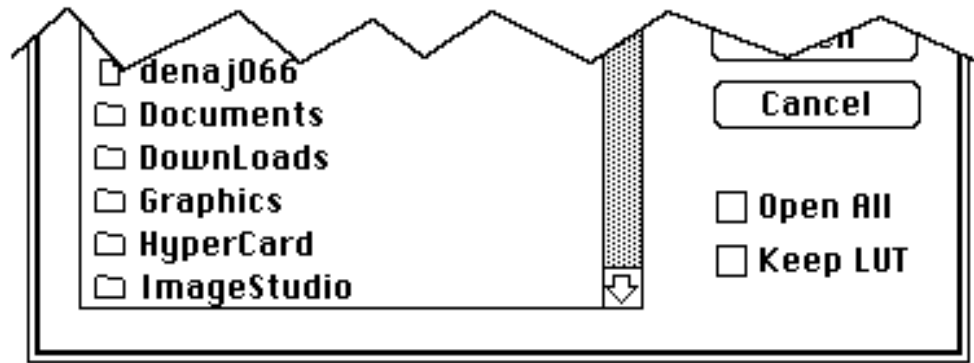 denaj066
Documents
DownLoads
Graphics
HyperCard
ImageStudio
Cancel
Open All
Keep LUT